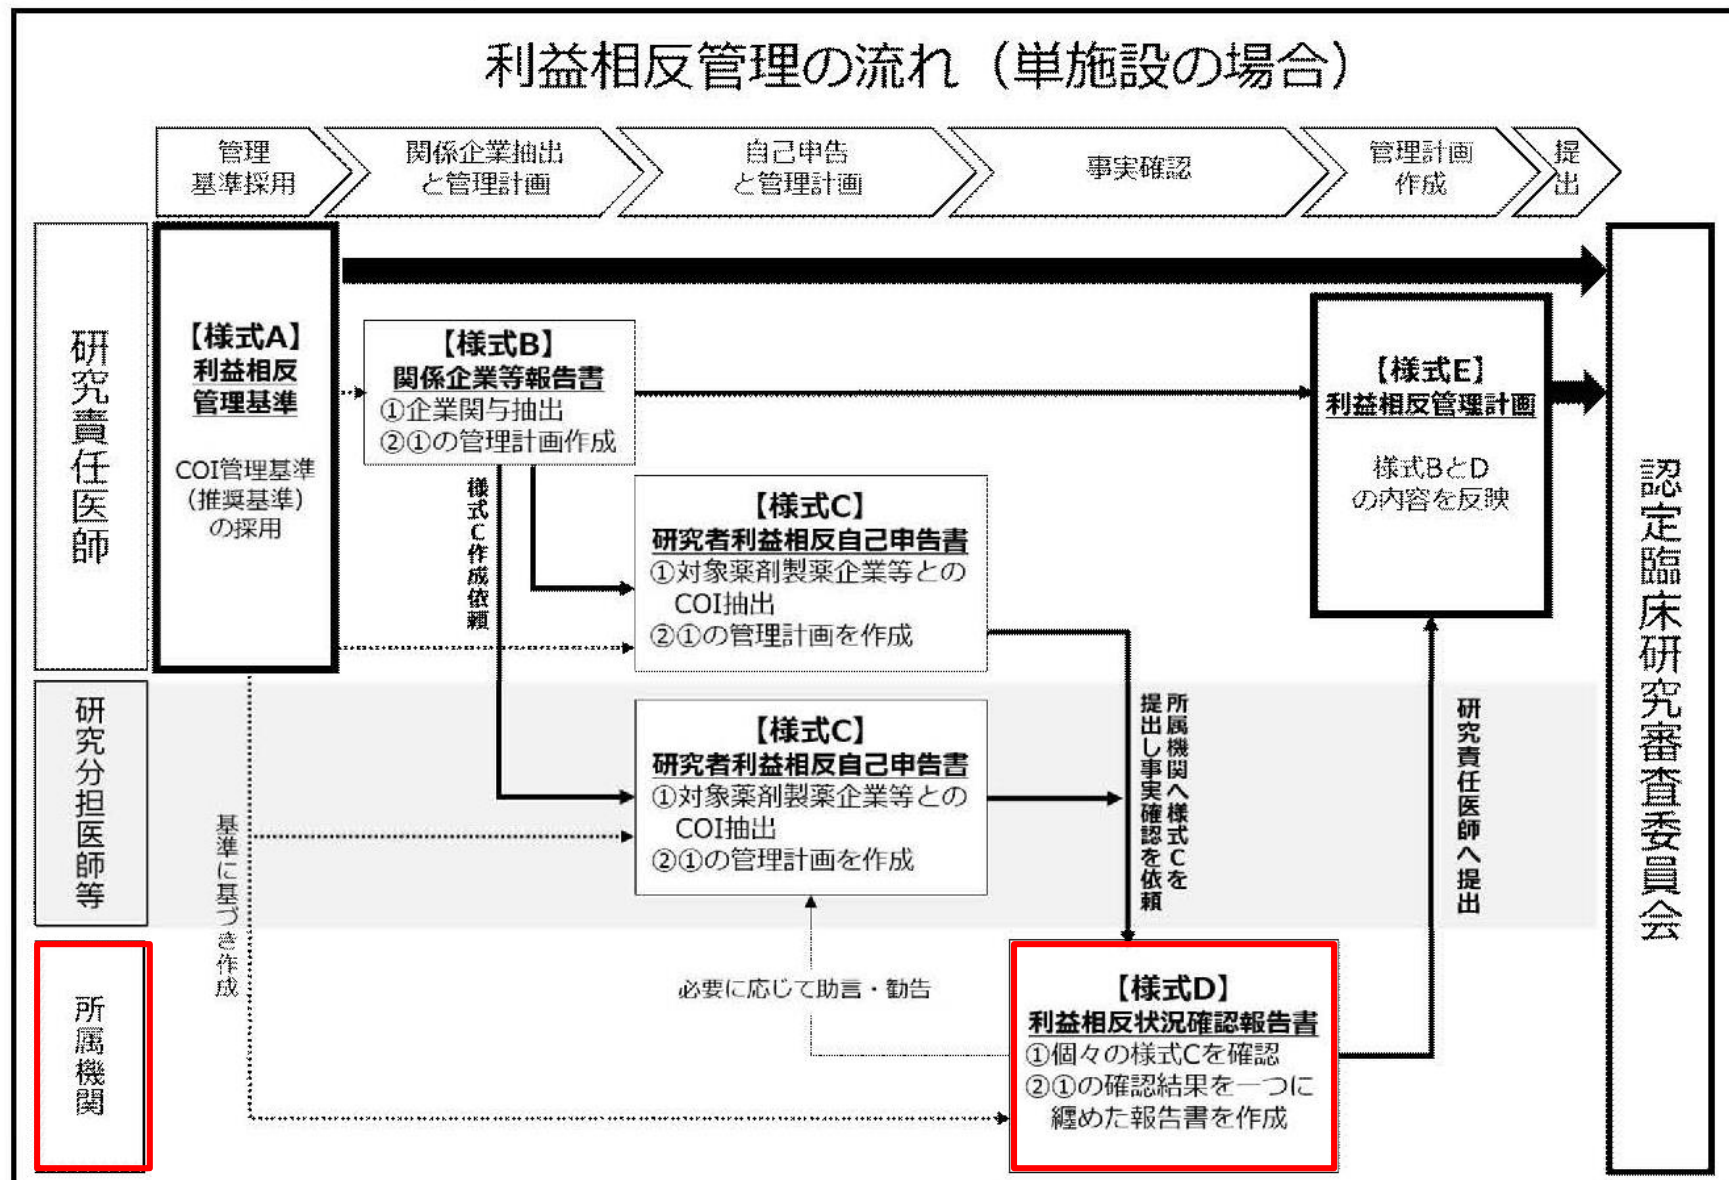 利益相反管理の流れ（単施設の場合）
管理
基準採用
関係企業抽出
と管理計画
自己申告
と管理計画
事実確認
管理計画
作成
提出
研究責任医師
【様式A】
利益相反
管理基準
COI管理基準
（推奨基準）
の採用
【様式B】
関係企業等報告書
①企業関与抽出
②①の管理計画作成
様式C作成依頼
【様式C】
研究者利益相反自己申告書
①対象薬剤製薬企業等との
COI抽出
②①の管理計画を作成
【様式E】
利益相反管理計画
様式BとD
の内容を反映
認定臨床研究審査委員会
研究分担医師等
【様式C】
研究者利益相反自己申告書
①対象薬剤製薬企業等との
COI抽出
②①の管理計画を作成
所属機関へ様式Cを
提出し事実確認を依頼
研究責任医師へ提出
基準に基づき作成
所属機関
必要に応じて助言・勧告
【様式D】
利益相反状況確認報告書
①個々の様式Cを確認
②①の確認結果を一つに
纏めた報告書を作成